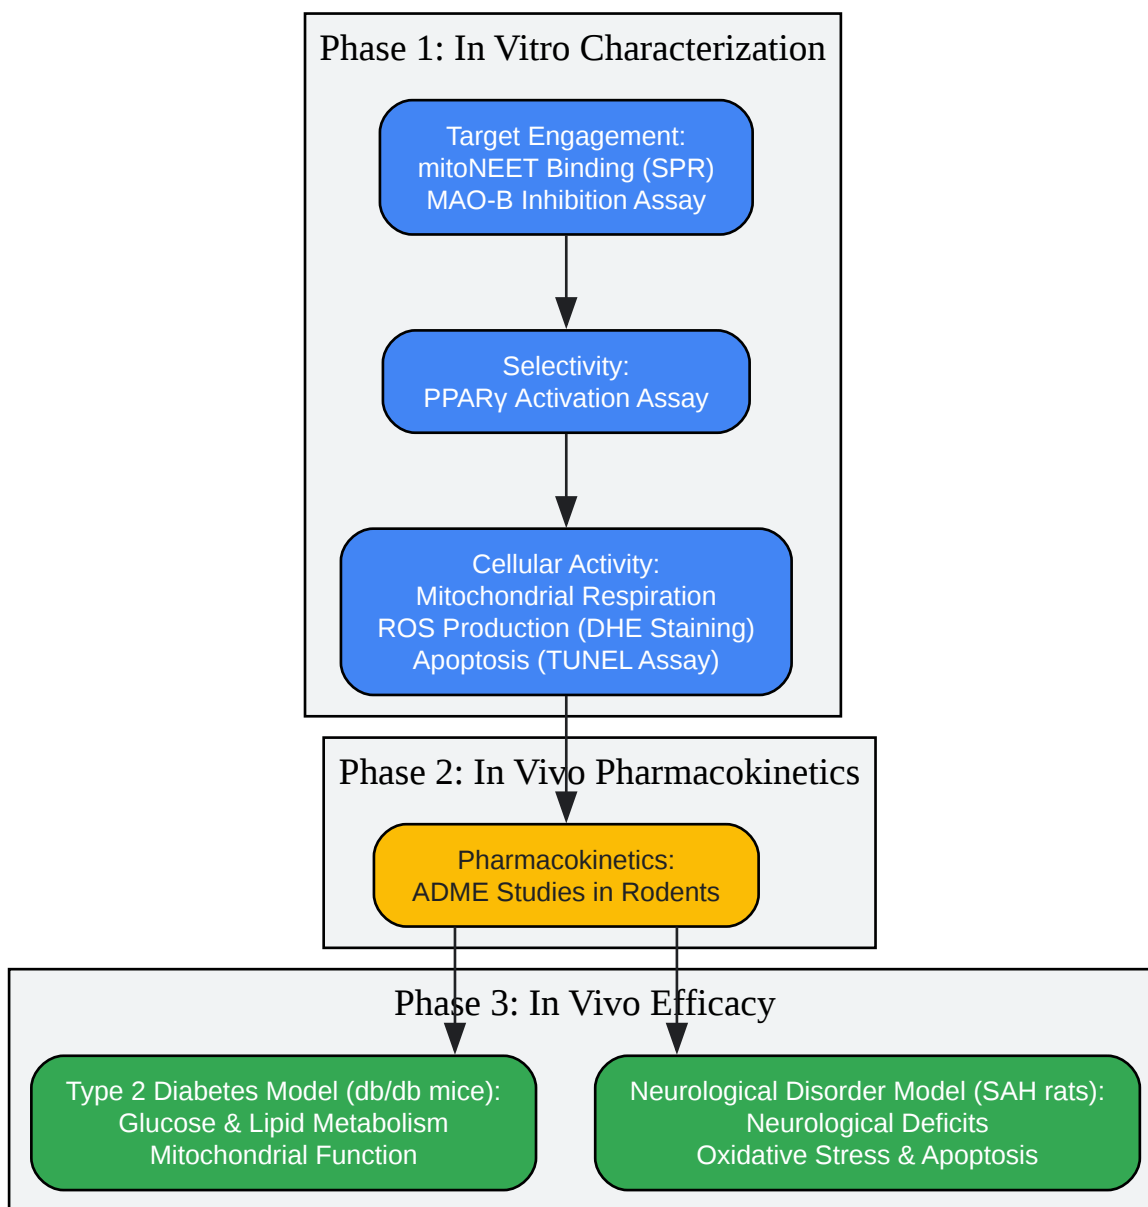 Phase 1: In Vitro Characterization
Target Engagement:
mitoNEET Binding (SPR)
MAO-B Inhibition Assay
Selectivity:
PPARγ Activation Assay
Cellular Activity:
Mitochondrial Respiration
ROS Production (DHE Staining)
Apoptosis (TUNEL Assay)
Phase 2: In Vivo Pharmacokinetics
Pharmacokinetics:
ADME Studies in Rodents
Phase 3: In Vivo Efficacy
Type 2 Diabetes Model (db/db mice):
Glucose & Lipid Metabolism
Mitochondrial Function
Neurological Disorder Model (SAH rats):
Neurological Deficits
Oxidative Stress & Apoptosis